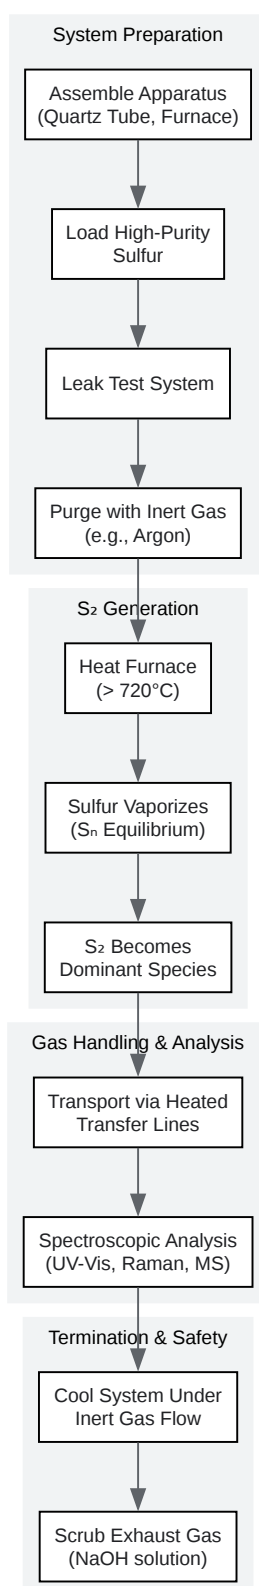 System Preparation
Assemble Apparatus
(Quartz Tube, Furnace)
Load High-Purity
Sulfur
Leak Test System
Purge with Inert Gas
(e.g., Argon)
S₂ Generation
Heat Furnace
(> 720°C)
Sulfur Vaporizes
(Sₙ Equilibrium)
S₂ Becomes
Dominant Species
Gas Handling & Analysis
Transport via Heated
Transfer Lines
Spectroscopic Analysis
(UV-Vis, Raman, MS)
Termination & Safety
Cool System Under
Inert Gas Flow
Scrub Exhaust Gas
(NaOH solution)